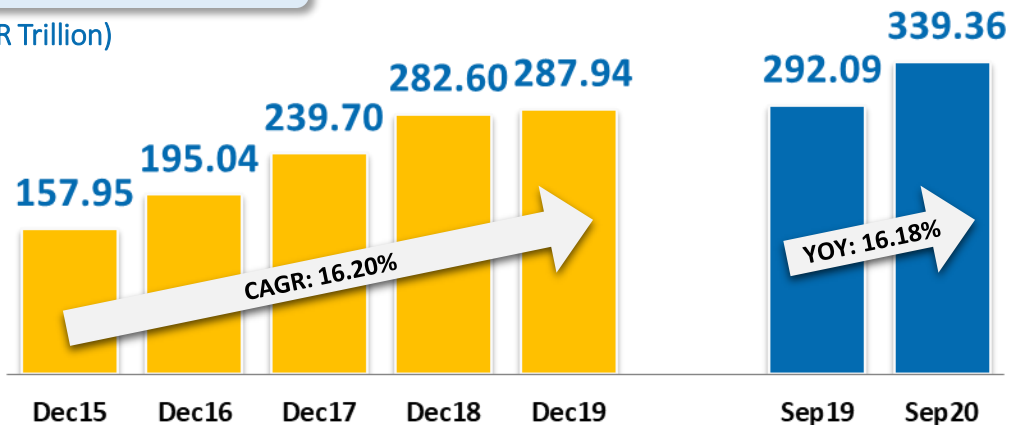 R Trillion)
157.95
195.04
239.70
282.60
287.94
292.09
339.36
CAGR: 16.20%
YOY: 16.18%
Dec15 Dec16 Dec17 Dec18 Dec19 Sep19 Sep20